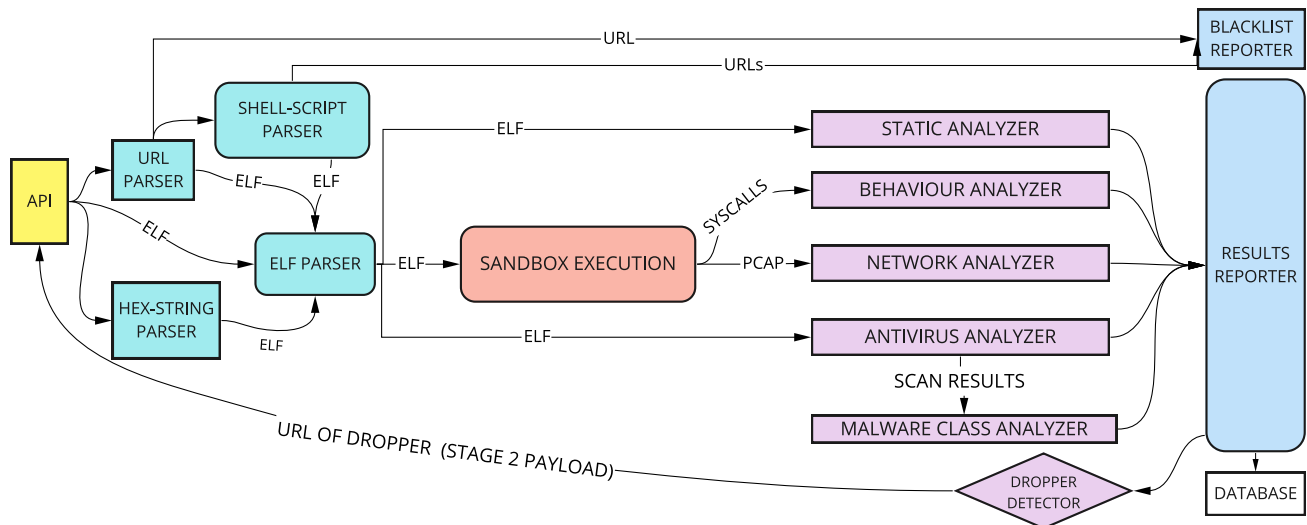 URL
BLACKLIST
REPORTER
URLs
SHELL-SCRIPT
PARSER
ELF
STATIC ANALYZER
URL
PARSER
ELF
ELF
API
BEHAVIOUR ANALYZER
SYSCALLS
ELF
ELF PARSER
ELF
SANDBOX EXECUTION
PCAP
NETWORK ANALYZER
RESULTS
REPORTER
HEX-STRING
PARSER
ELF
ELF
ANTIVIRUS ANALYZER
SCAN RESULTS
MALWARE CLASS ANALYZER
URL OF DROPPER (STAGE 2 PAYLOAD)
DROPPER
DETECTOR
DATABASE